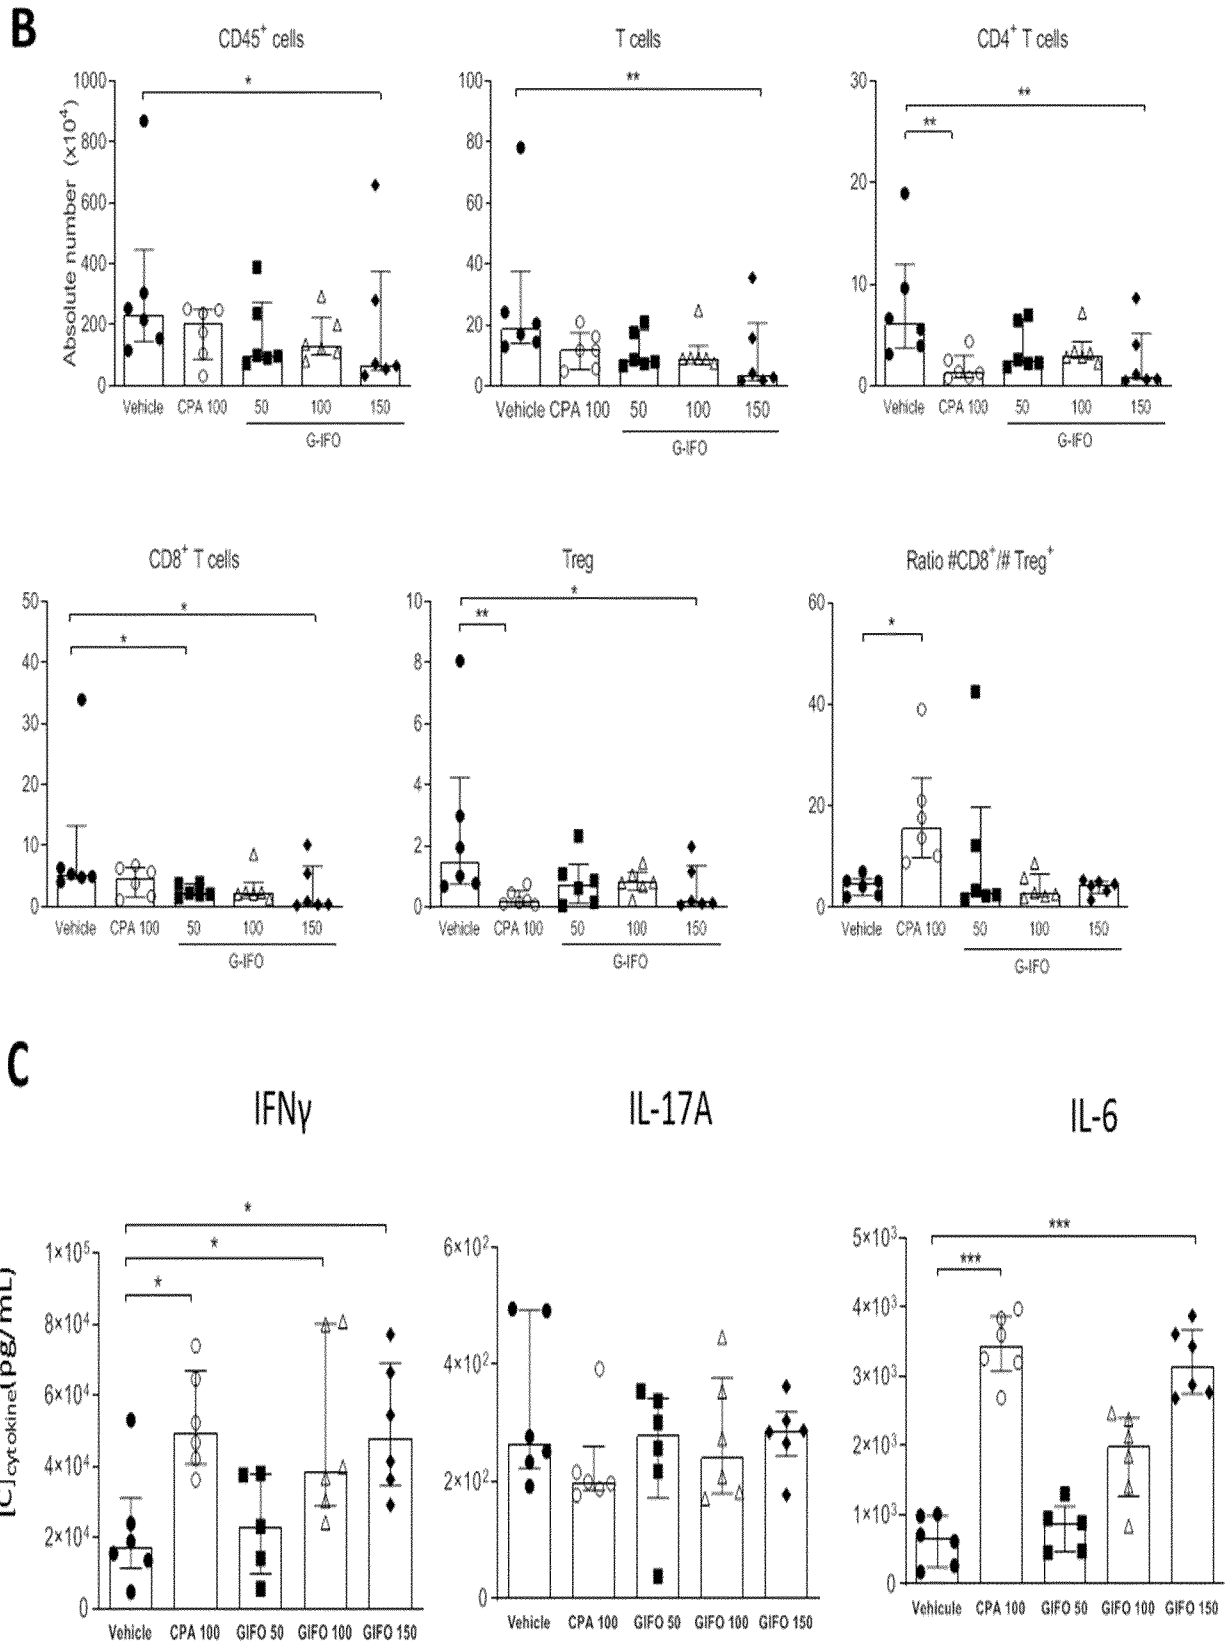 B
CD45+ cells
T cells
CD4+ T cells
Absolute number (x10^4)
1000
800
600
400
200
0
100
80
60
40
20
0
30
20
10
0
*
**
**
**
Vehicle CPA 100 50 100 150
G-IFO
Vehicle CPA 100 50 100 150
G-IFO
Vehicle CPA 100 50 100 150
G-IFO
CD8+ T cells
Treg
Ratio #CD8+/# Treg+
50
40
30
20
10
0
10
8
6
4
2
0
60
40
20
0
*
*
*
**
*
Vehicle CPA 100 50 100 150
G-IFO
Vehicle CPA 100 50 100 150
G-IFO
Vehicle CPA 100 50 100 150
G-IFO
C
IFNγ
IL-17A
IL-6
[C]cytokine(pg/mL)
1×10^5
8×10^4
6×10^4
4×10^4
2×10^4
0
6×10^2
4×10^2
2×10^2
0
5×10^3
4×10^3
3×10^3
2×10^3
1×10^3
0
*
*
*
***
***
Vehicle CPA 100 GIFO 50 GIFO 100 GIFO 150
Vehicle CPA 100 GIFO 50 GIFO 100 GIFO 150
Vehicule CPA 100 GIFO 50 GIFO 100 GIFO 150